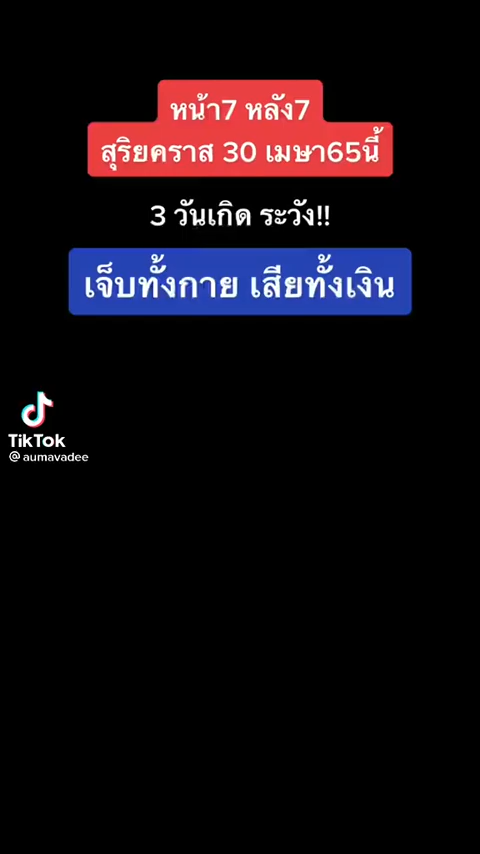 หน้า7 หลัง7
สุริยคราส 30 เมษา65นี้
3 วันเกิด ระวัง!!
เจ็บทั้งกาย เสียทั้งเงิน
TikTok
@aumavadee